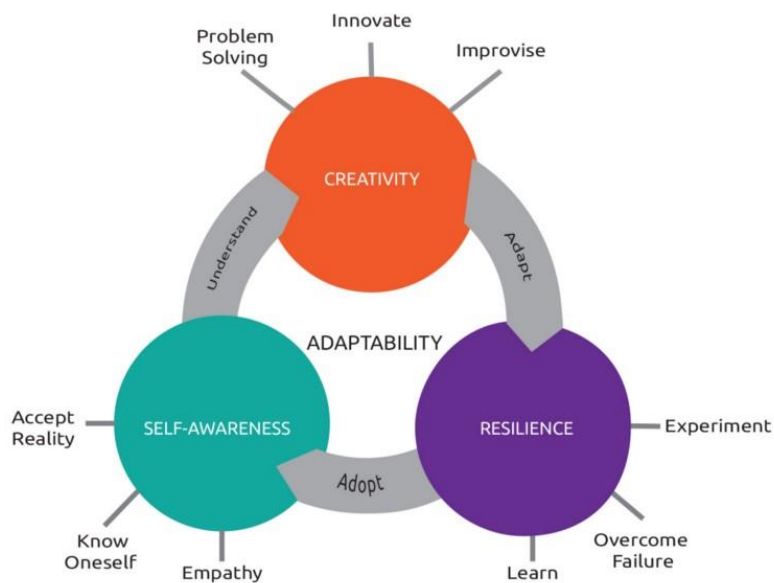 Innovate
Problem
Solving
Improvise
CREATIVITY
Understand
Adapt
ADAPTABILITY
Accept
Reality
SELF-AWARENESS
RESILIENCE
Experiment
Adopt
Know
Oneself
Empathy
Learn
Overcome
Failure